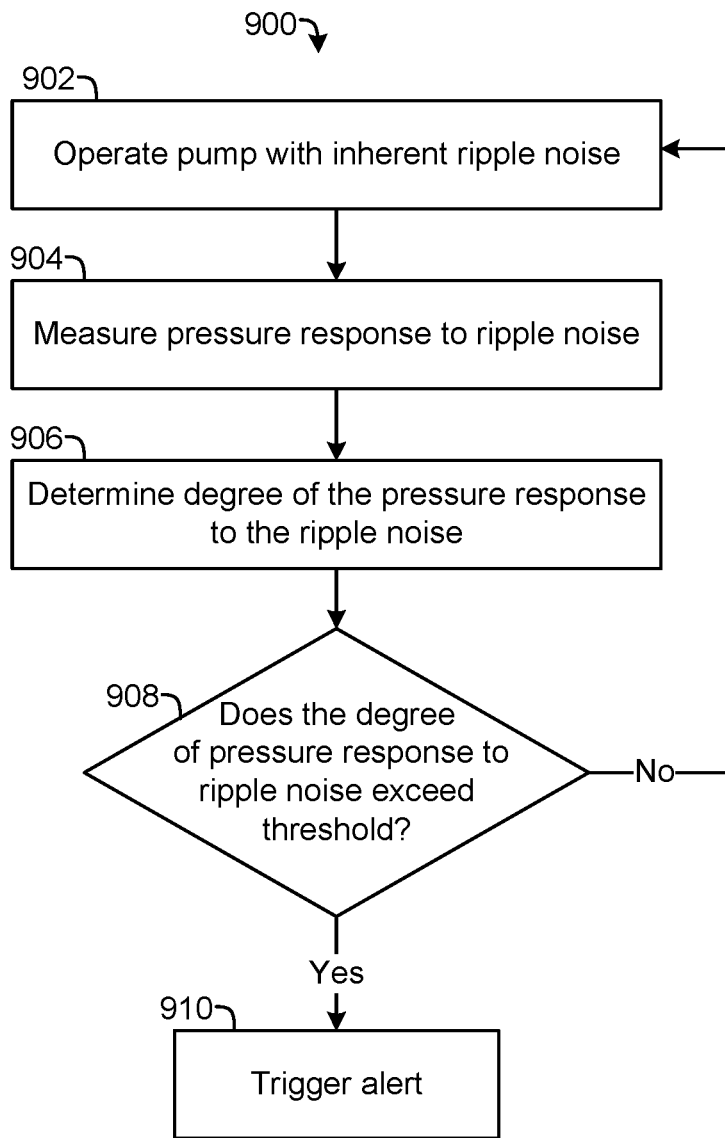 900
902
Operate pump with inherent ripple noise
904
Measure pressure response to ripple noise
906
Determine degree of the pressure response
to the ripple noise
908
Does the degree
of pressure response to
ripple noise exceed
threshold?
No
Yes
910
Trigger alert